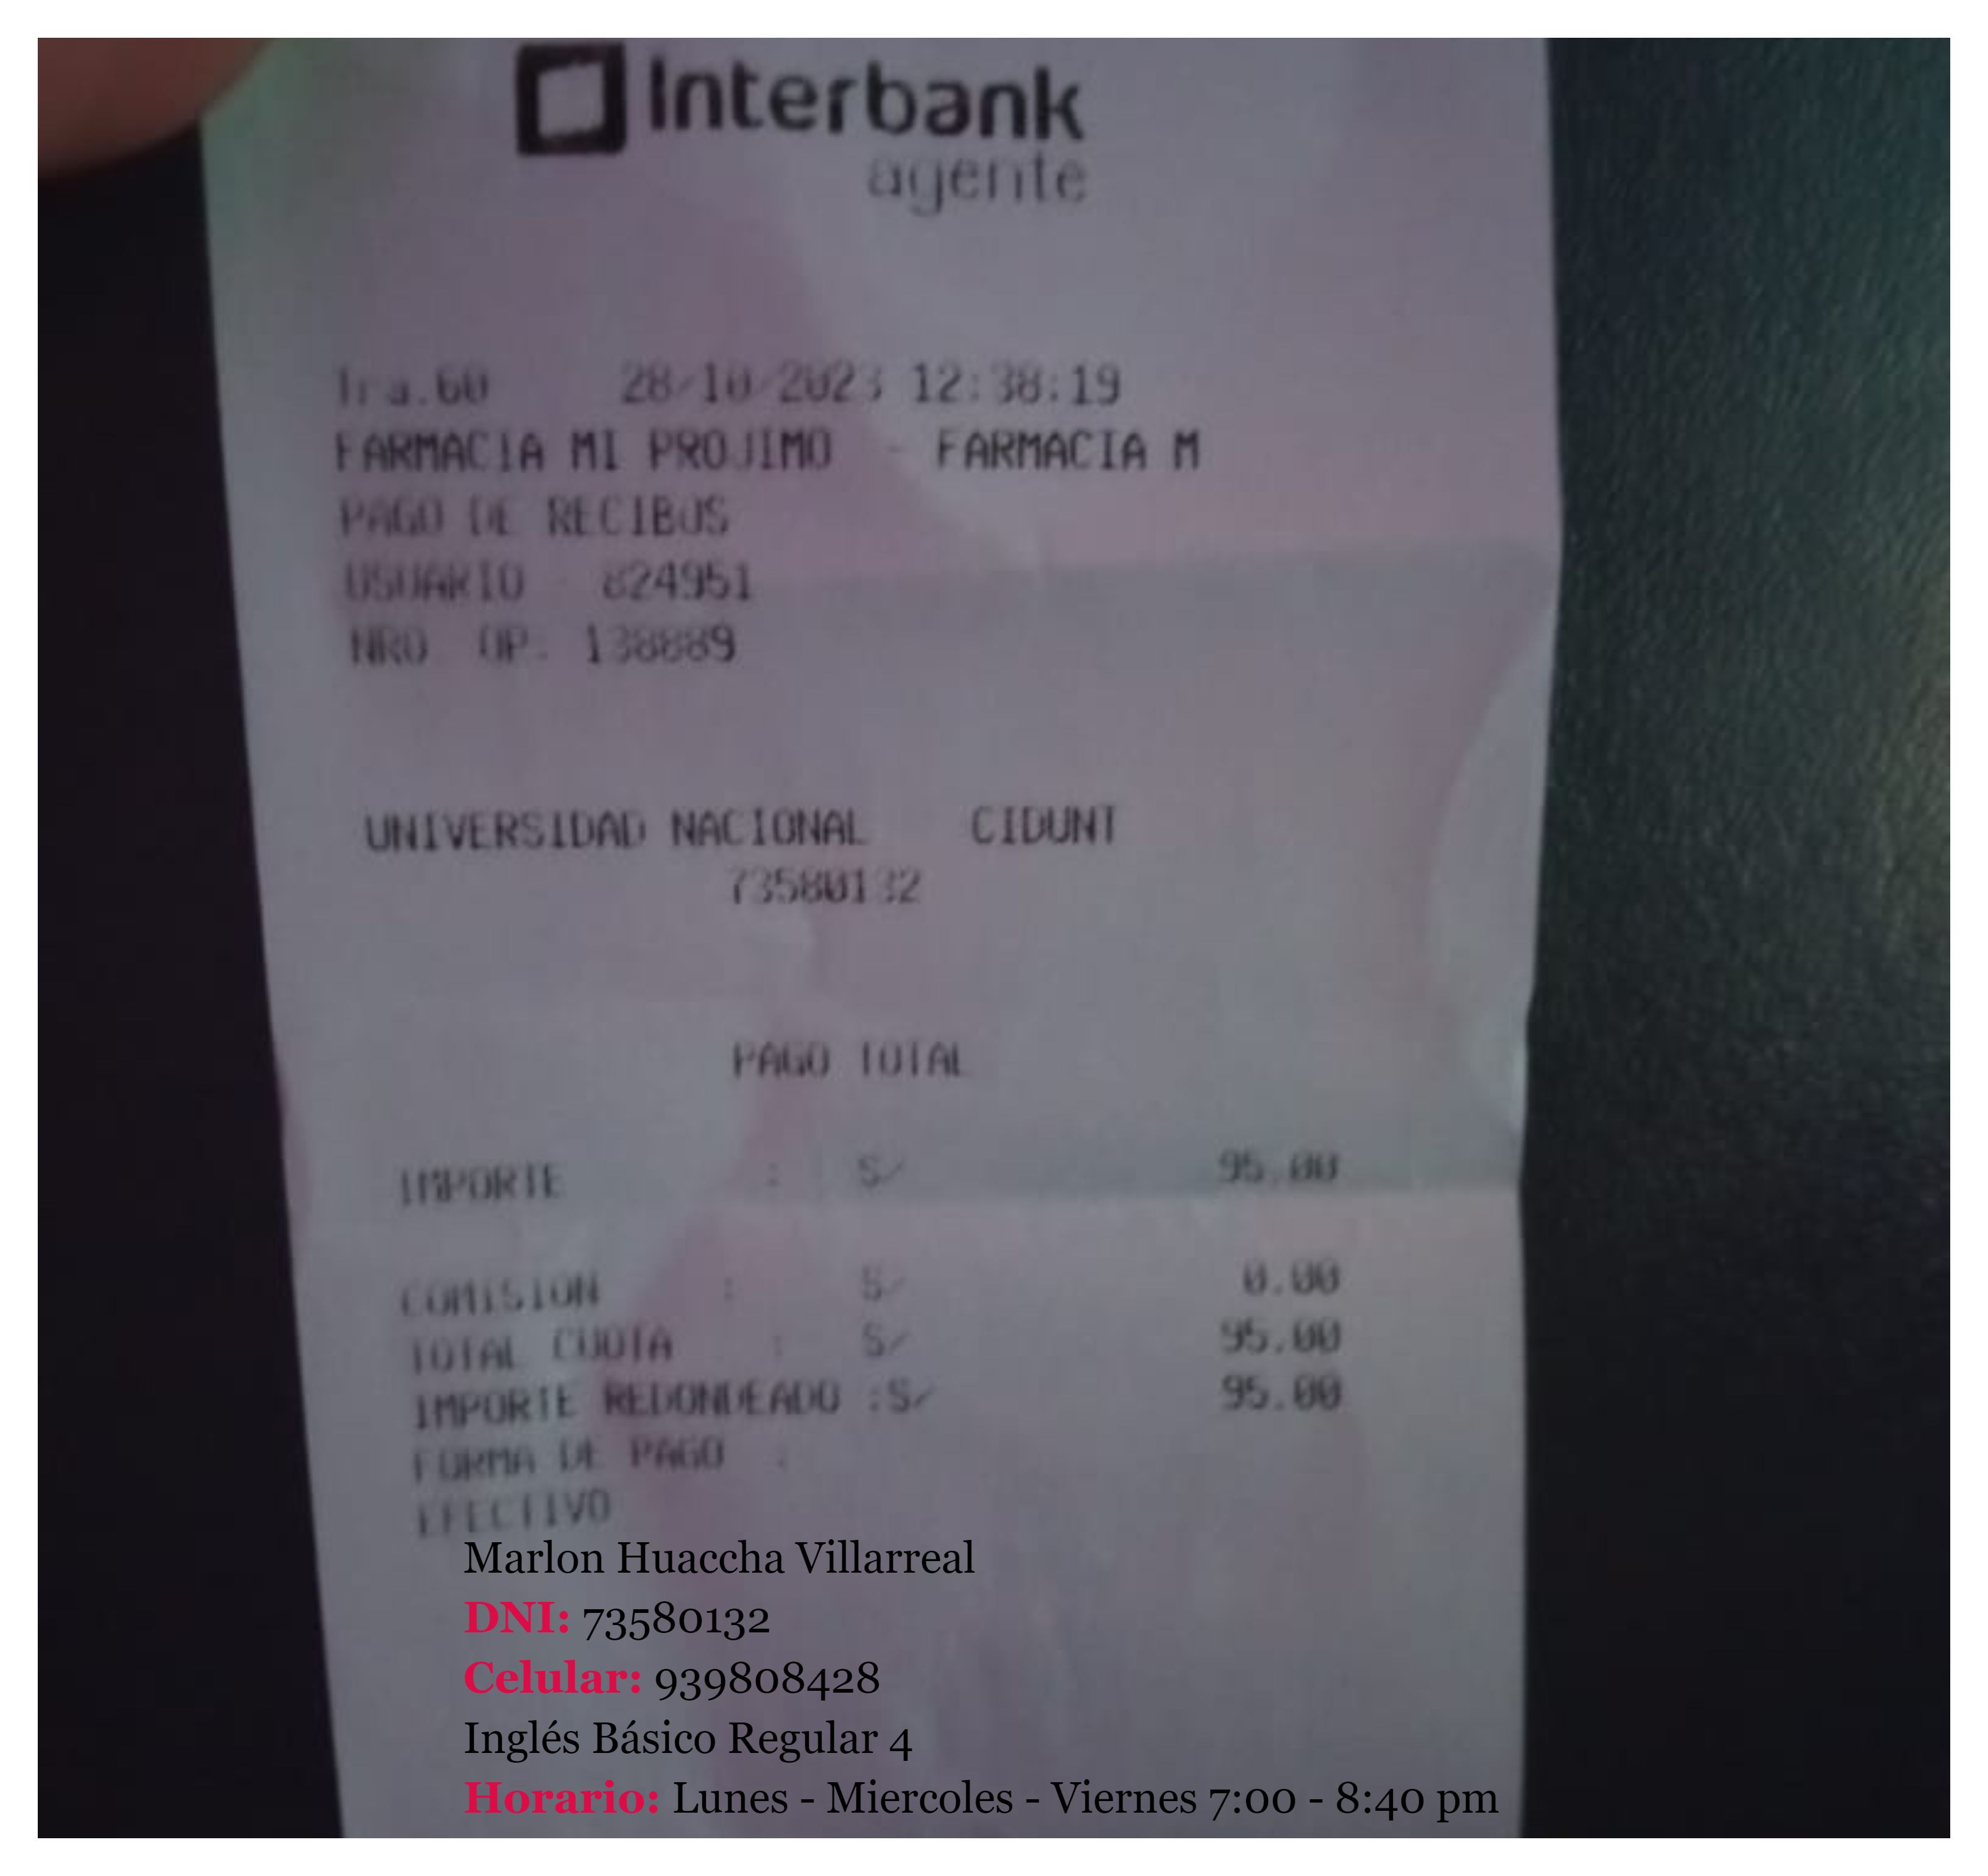 Interbank
agente
Tra.60 28/10/2023 12:38:19
FARMACIA MI PROJIMO - FARMACIA M
PAGO DE RECIBOS
USUARIO - 824951
NRO. OP. 138889
UNIVERSIDAD NACIONAL CIDUNT
73580132
PAGO TOTAL
IMPORTE : S/ 95.00
COMISION : S/ 0.00
TOTAL CUOTA : S/ 95.00
IMPORTE REDONDEADO :S/ 95.00
FORMA DE PAGO :
EFECTIVO
Marlon Huaccha Villarreal
DNI: 73580132
Celular: 939808428
Inglés Básico Regular 4
Horario: Lunes - Miercoles - Viernes 7:00 - 8:40 pm